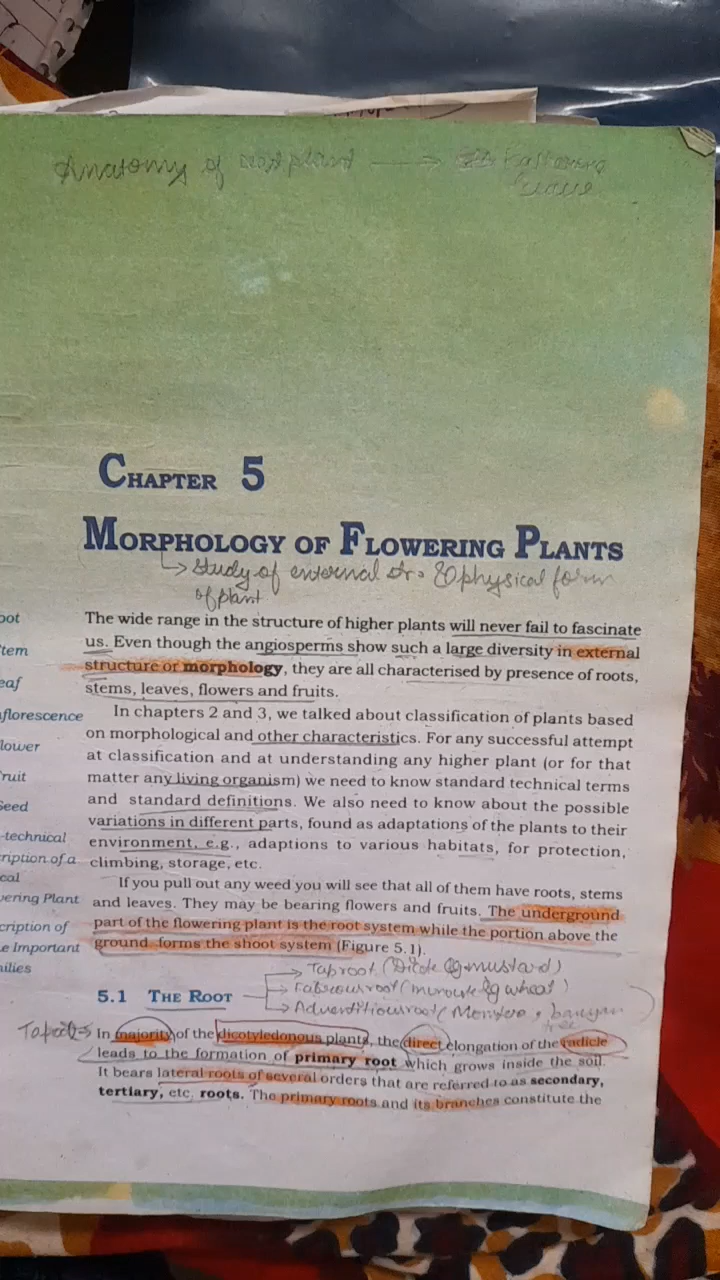 Anatomy of root plant →
CHAPTER 5
MORPHOLOGY OF FLOWERING PLANTS
→ Study of external str. & physical form
of plant
oot
tem
eaf
florescence
lower
ruit
Seed
-technical
ription of a
cal
vering Plant
cription of
e Important
ilies
The wide range in the structure of higher plants will never fail to fascinate
us. Even though the angiosperms show such a large diversity in external
structure or morphology, they are all characterised by presence of roots,
stems, leaves, flowers and fruits.
In chapters 2 and 3, we talked about classification of plants based
on morphological and other characteristics. For any successful attempt
at classification and at understanding any higher plant (or for that
matter any living organism) we need to know standard technical terms
and standard definitions. We also need to know about the possible
variations in different parts, found as adaptations of the plants to their
environment, e.g., adaptions to various habitats, for protection,
climbing, storage, etc.
If you pull out any weed you will see that all of them have roots, stems
and leaves. They may be bearing flowers and fruits. The underground
part of the flowering plant is the root system while the portion above the
ground forms the shoot system (Figure 5.1).
→ Taproot (Dicot eg mustard)
5.1 THE ROOT → root ( eg wheat)
→ root ( banyan
tree
In majority of the dicotyledonous plants, the direct elongation of the radicle
leads to the formation of primary root which grows inside the soil.
It bears lateral roots of several orders that are referred to as secondary,
tertiary, etc. roots. The primary roots and its branches constitute the